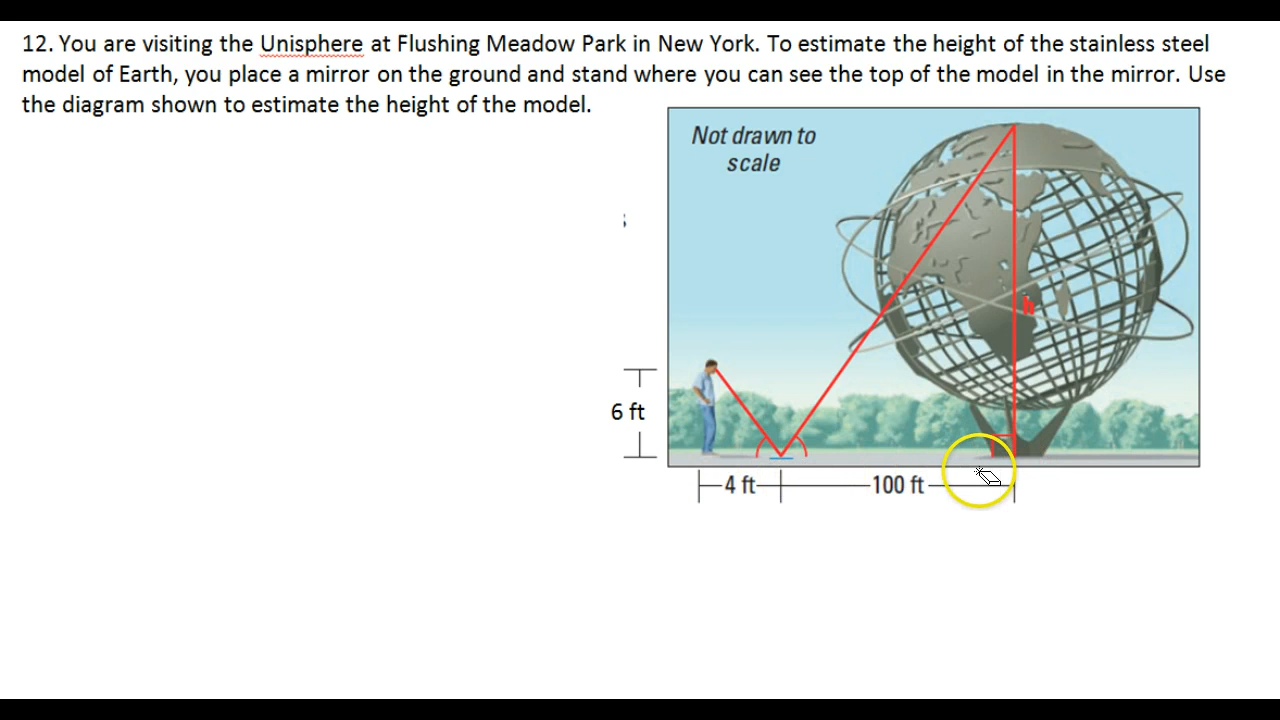 12. You are visiting the Unisphere at Flushing Meadow Park in New York. To estimate the height of the stainless steel
model of Earth, you place a mirror on the ground and stand where you can see the top of the model in the mirror. Use
the diagram shown to estimate the height of the model.
Not drawn to
scale
;
h
6 ft
4 ft
100 ft